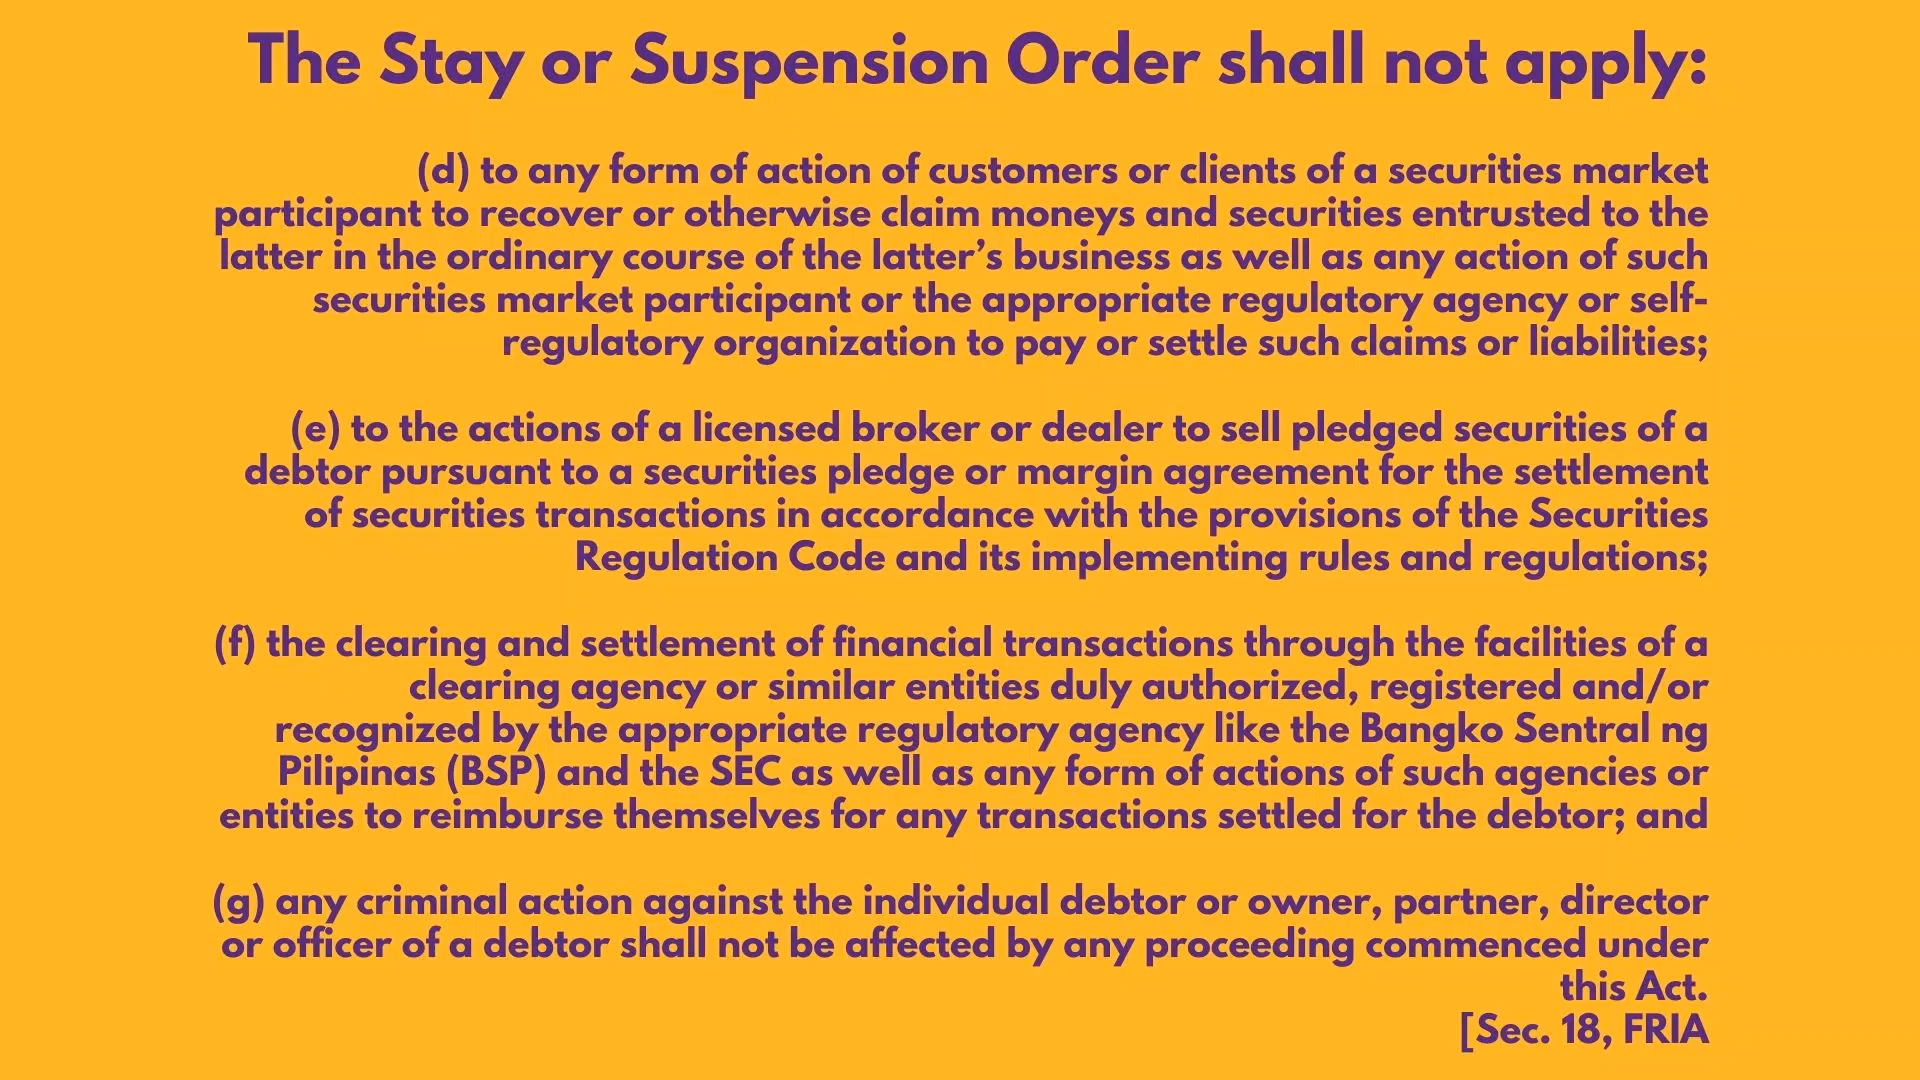 The Stay or Suspension Order shall not apply:
(d) to any form of action of customers or clients of a securities market
participant to recover or otherwise claim moneys and securities entrusted to the
latter in the ordinary course of the latter’s business as well as any action of such
securities market participant or the appropriate regulatory agency or self-
regulatory organization to pay or settle such claims or liabilities;
(e) to the actions of a licensed broker or dealer to sell pledged securities of a
debtor pursuant to a securities pledge or margin agreement for the settlement
of securities transactions in accordance with the provisions of the Securities
Regulation Code and its implementing rules and regulations;
(f) the clearing and settlement of financial transactions through the facilities of a
clearing agency or similar entities duly authorized, registered and/or
recognized by the appropriate regulatory agency like the Bangko Sentral ng
Pilipinas (BSP) and the SEC as well as any form of actions of such agencies or
entities to reimburse themselves for any transactions settled for the debtor; and
(g) any criminal action against the individual debtor or owner, partner, director
or officer of a debtor shall not be affected by any proceeding commenced under
this Act.
[Sec. 18, FRIA